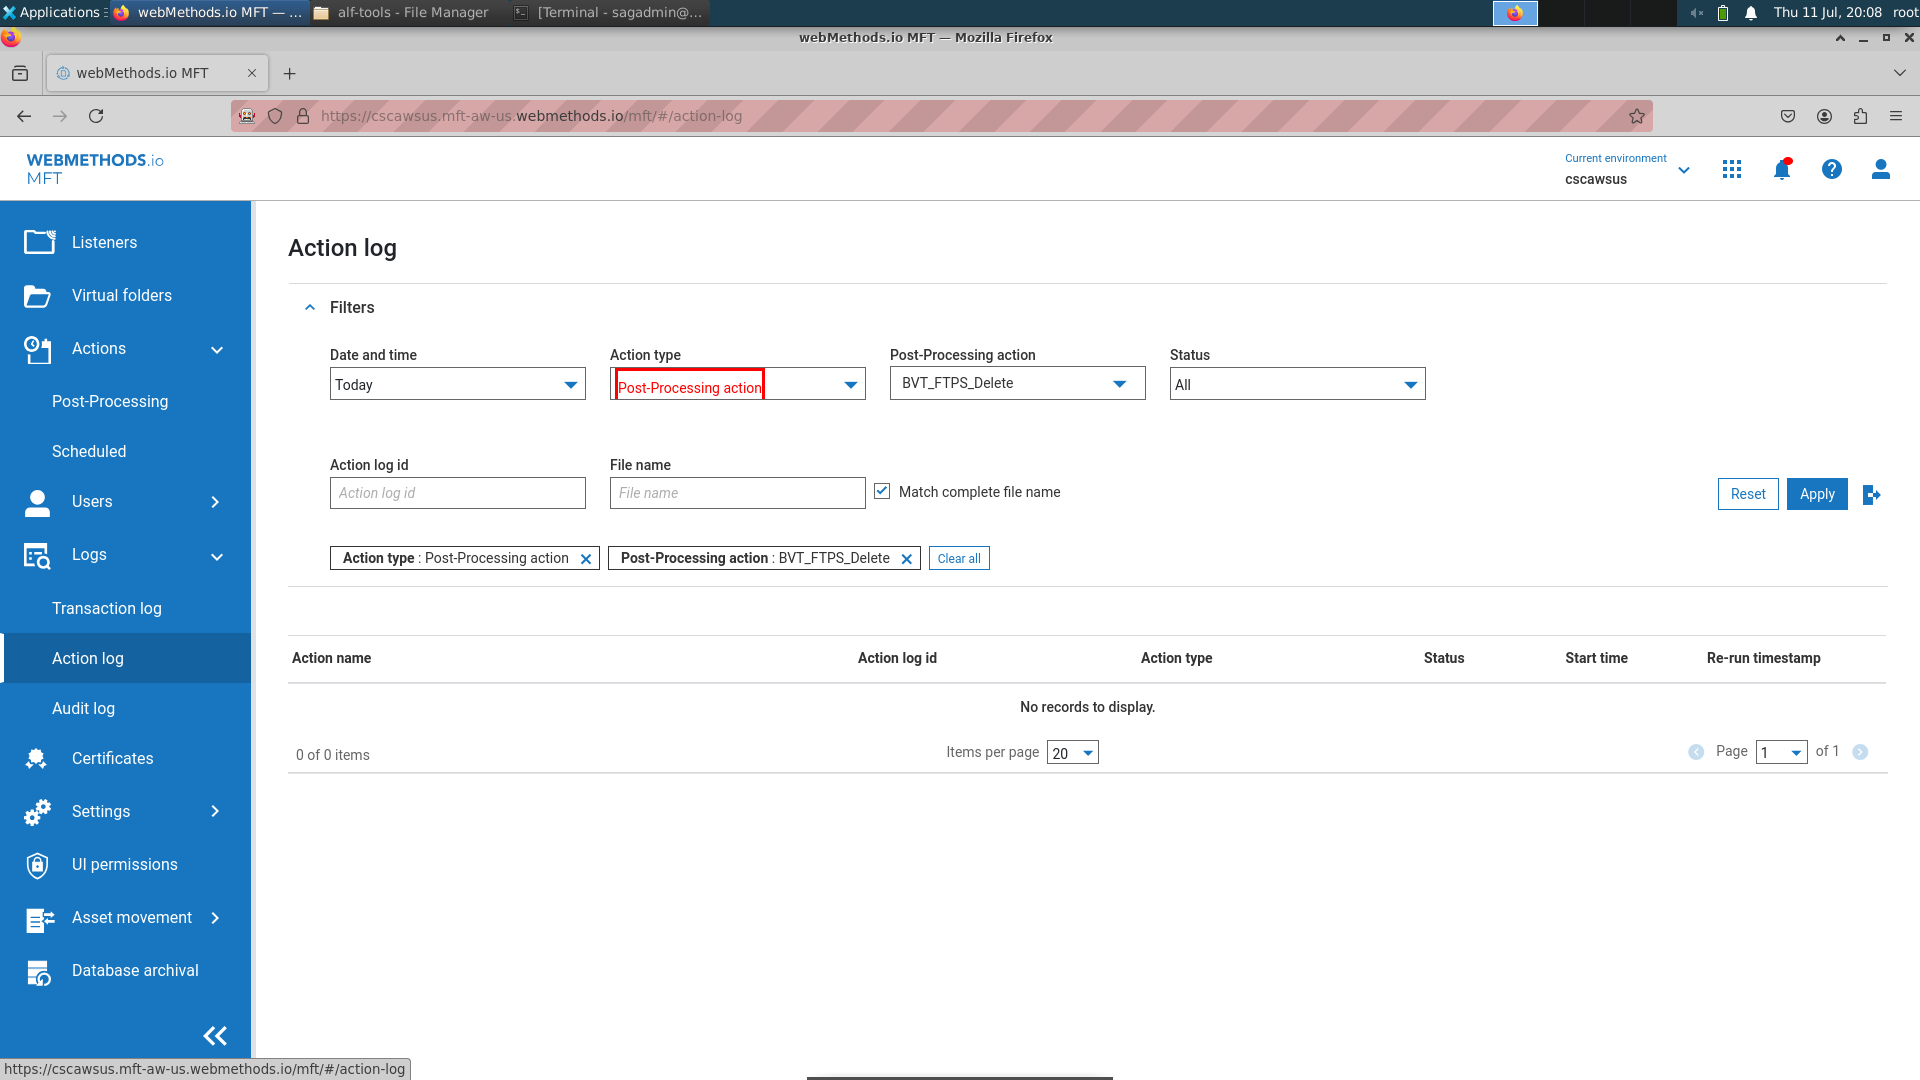 Applications
webMethods.io MFT — ...
alf-tools - File Manager
[Terminal - sagadmin@...
Thu 11 Jul, 20:08
root
webMethods.io MFT — Mozilla Firefox
webMethods.io MFT
https://cscawsus.mft-aw-us.webmethods.io/mft/#/action-log
WEBMETHODS.io
MFT
Current environment
cscawsus
Listeners
Virtual folders
Actions
Post-Processing
Scheduled
Users
Logs
Transaction log
Action log
Audit log
Certificates
Settings
UI permissions
Asset movement
Database archival
Action log
Filters
Date and time
Action type
Post-Processing action
Status
Today
Post-Processing action
BVT_FTPS_Delete
All
Action log id
File name
Action log id
File name
Match complete file name
Reset
Apply
Action type : Post-Processing action
Post-Processing action : BVT_FTPS_Delete
Clear all
Action name
Action log id
Action type
Status
Start time
Re-run timestamp
No records to display.
0 of 0 items
Items per page 20
Page 1 of 1
https://cscawsus.mft-aw-us.webmethods.io/mft/#/action-log